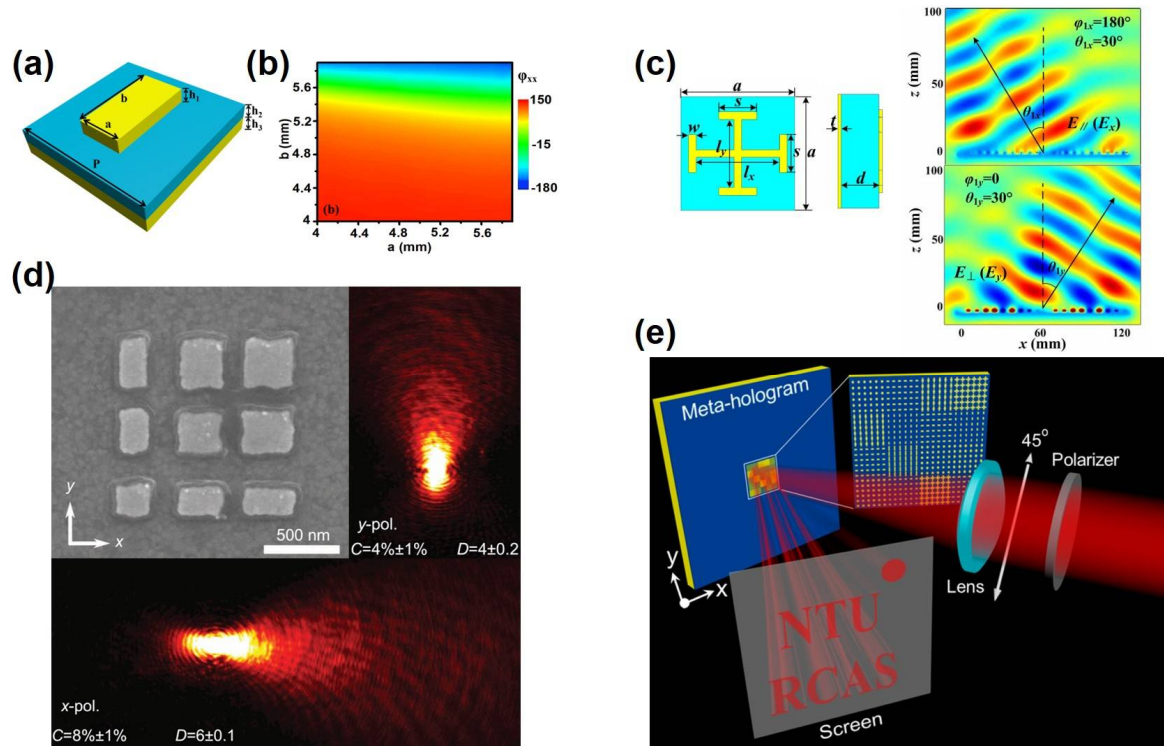 (a)
b
a
P
h1
h2
h3
(b)
b (mm)
5.6
5.2
4.8
4.4
4
(b)
4 4.4 4.8 5.2 5.6
a (mm)
φxx
150
-15
-180
(c)
a
s
w
ly
lx
s
a
t
d
z (mm)
100
50
0
φ1x=180°
θ1x=30°
θ1x
E// (Ex)
z (mm)
100
50
0
φ1y=0
θ1y=30°
E⊥ (Ey)
θ1y
0 60 120
x (mm)
(d)
y
x
500 nm
y-pol.
C=4%±1% D=4±0.2
x-pol.
C=8%±1% D=6±0.1
(e)
Meta-hologram
45°
Polarizer
Lens
y
x
NTU
RCAS
Screen